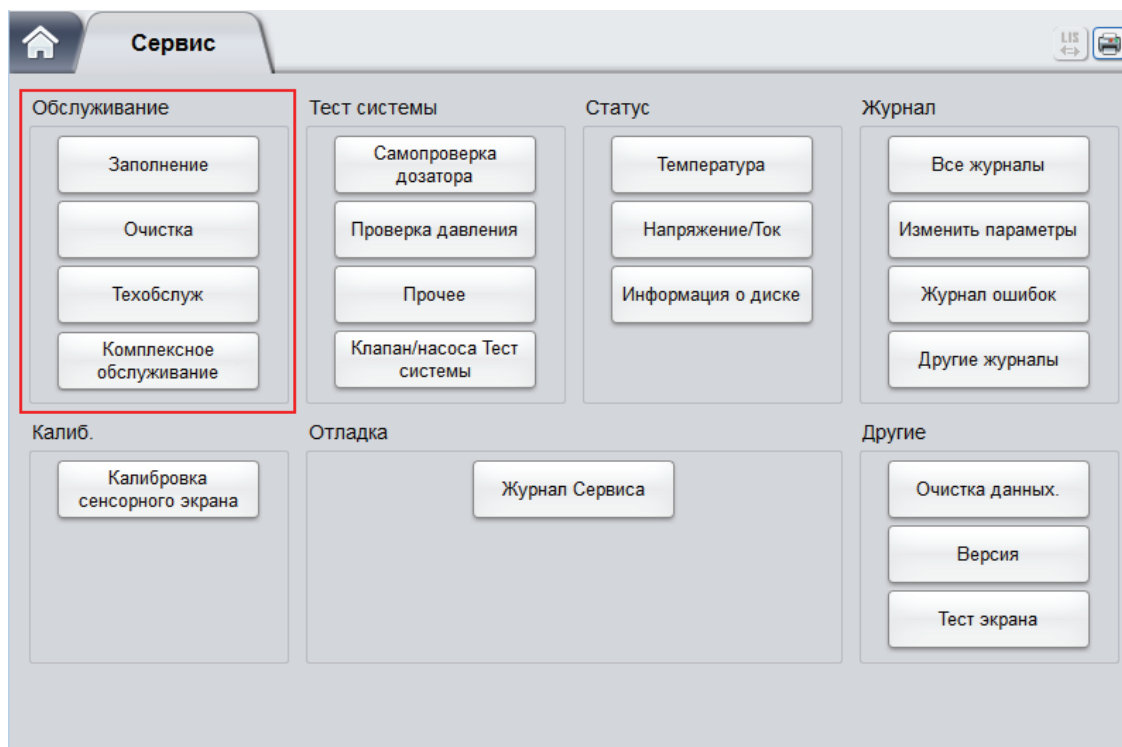 Сервис
LIS
Обслуживание
Заполнение
Очистка
Техобслуж
Комплексное
обслуживание
Тест системы
Самопроверка
дозатора
Проверка давления
Прочее
Клапан/насоса Тест
системы
Статус
Температура
Напряжение/Ток
Информация о диске
Журнал
Все журналы
Изменить параметры
Журнал ошибок
Другие журналы
Калиб.
Калибровка
сенсорного экрана
Отладка
Журнал Сервиса
Другие
Очистка данных.
Версия
Тест экрана